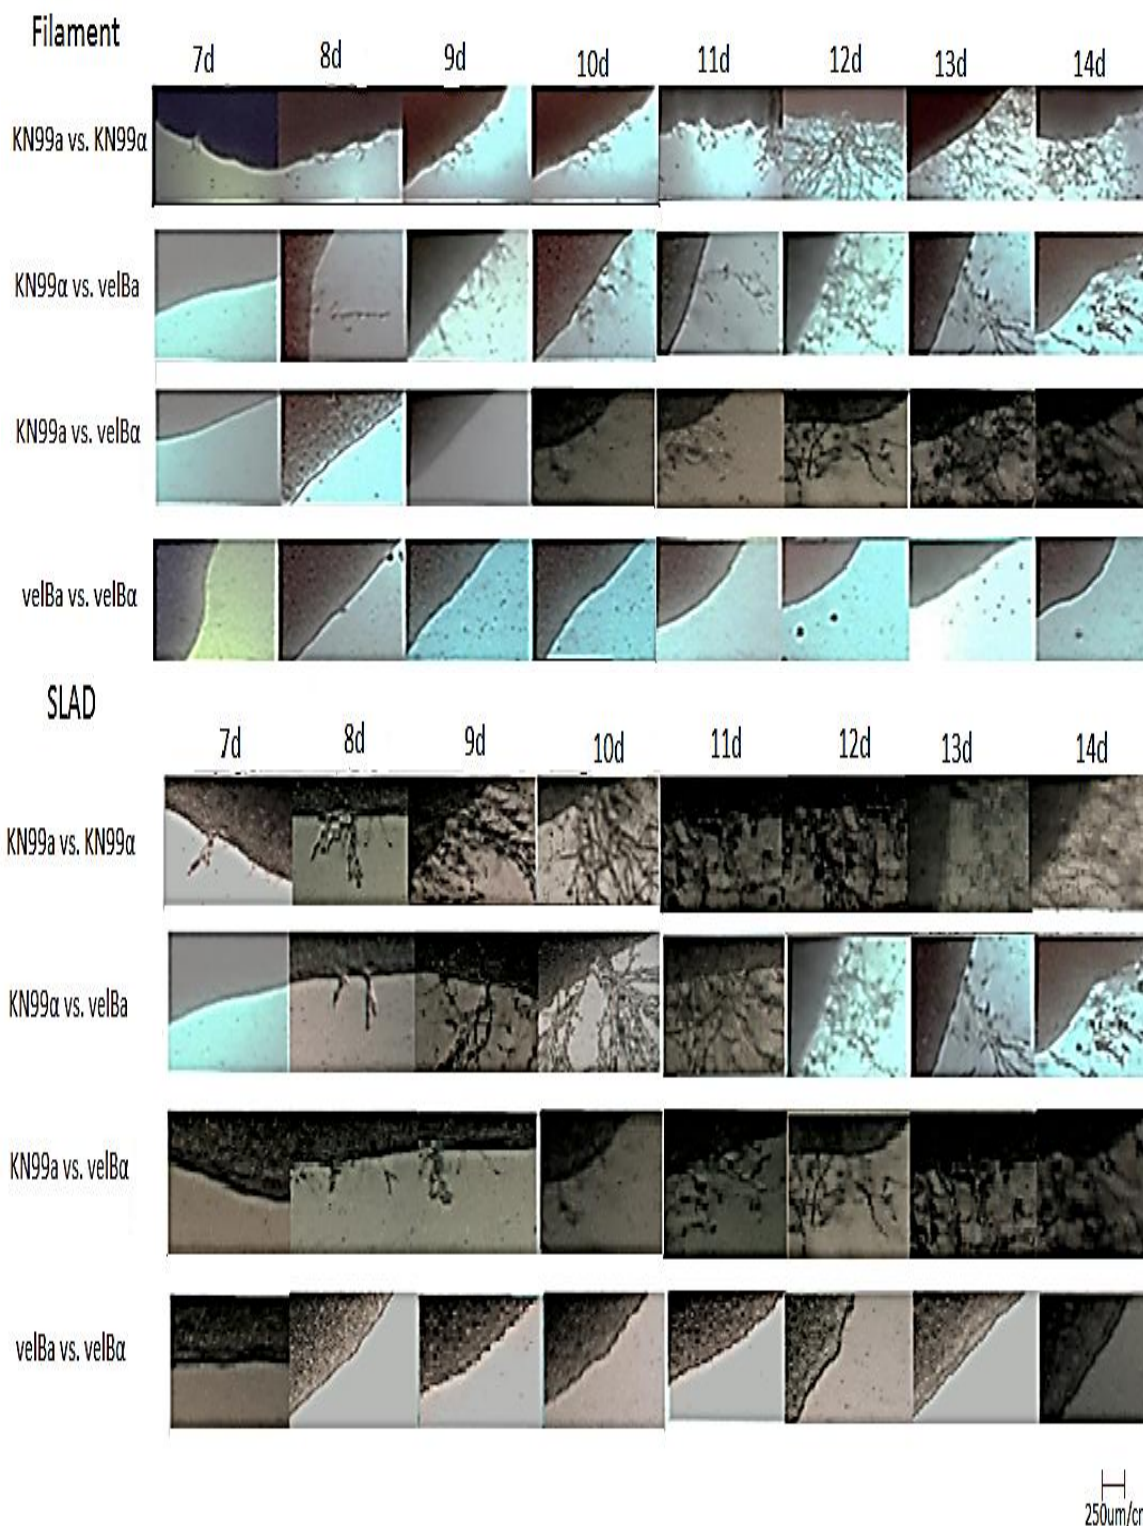 Filament
7d 8d 9d 10d 11d 12d 13d 14d
KN99a vs. KN99α
KN99α vs. velBa
KN99a vs. velBα
velBa vs. velBα
SLAD
7d 8d 9d 10d 11d 12d 13d 14d
KN99a vs. KN99α
KN99α vs. velBa
KN99a vs. velBα
velBa vs. velBα